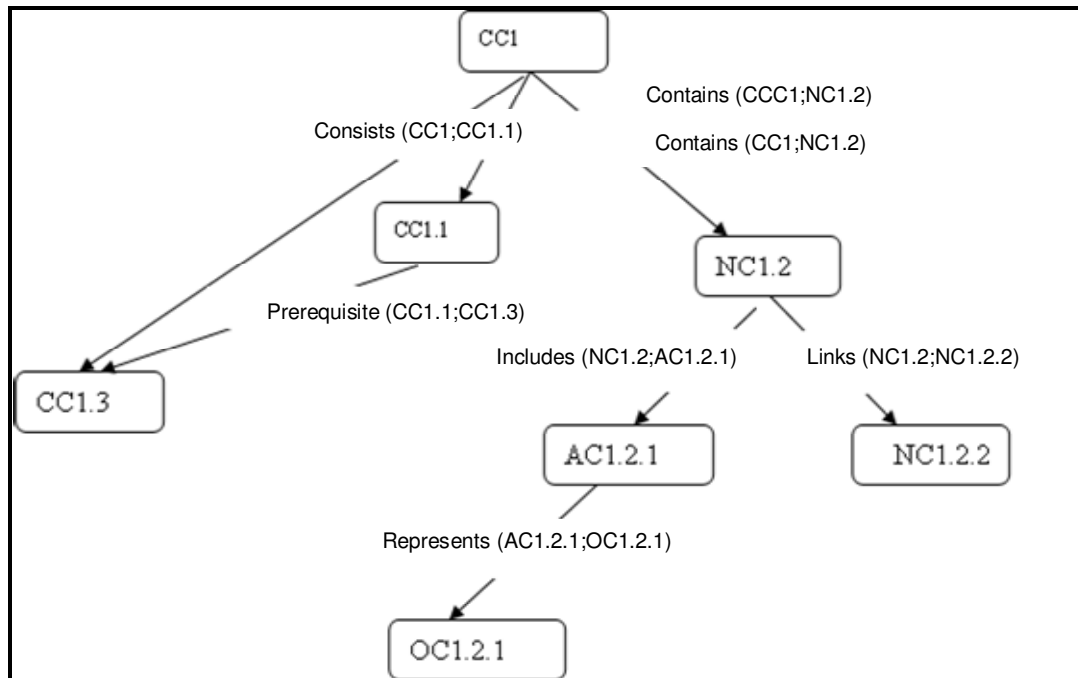 CC1
Contains (CCC1;NC1.2)
Consists (CC1;CC1.1)
Contains (CC1;NC1.2)
CC1.1
NC1.2
Prerequisite (CC1.1;CC1.3)
Includes (NC1.2;AC1.2.1)
Links (NC1.2;NC1.2.2)
CC1.3
AC1.2.1
NC1.2.2
Represents (AC1.2.1;OC1.2.1)
OC1.2.1